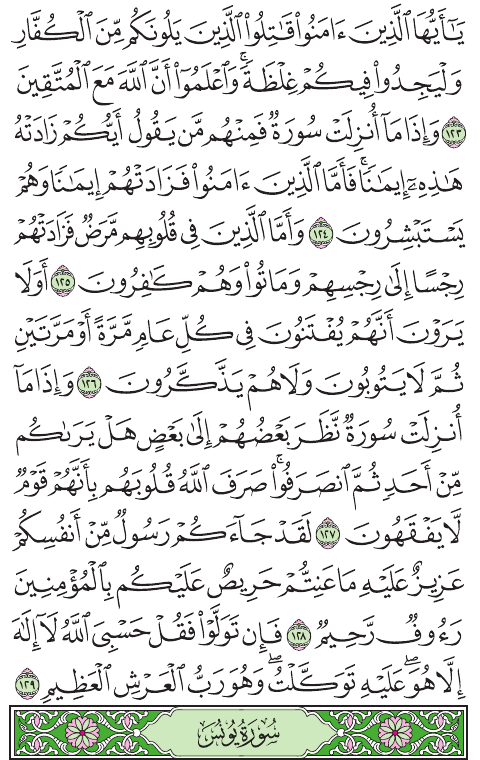 يَـٰٓأَيُّهَا ٱلَّذِينَ ءَامَنُوا۟ قَـٰتِلُوا۟ ٱلَّذِينَ يَلُونَكُم مِّنَ ٱلْكُفَّارِ
وَلْيَجِدُوا۟ فِيكُمْ غِلْظَةً ۚ وَٱعْلَمُوٓا۟ أَنَّ ٱللَّهَ مَعَ ٱلْمُتَّقِينَ
١٢٣ وَإِذَا مَآ أُنزِلَتْ سُورَةٌ فَمِنْهُم مَّن يَقُولُ أَيُّكُمْ زَادَتْهُ
هَـٰذِهِۦٓ إِيمَـٰنًا ۚ فَأَمَّا ٱلَّذِينَ ءَامَنُوا۟ فَزَادَتْهُمْ إِيمَـٰنًا وَهُمْ
يَسْتَبْشِرُونَ ١٢٤ وَأَمَّا ٱلَّذِينَ فِى قُلُوبِهِم مَّرَضٌ فَزَادَتْهُمْ
رِجْسًا إِلَىٰ رِجْسِهِمْ وَمَاتُوا۟ وَهُمْ كَـٰفِرُونَ ١٢٥ أَوَلَا
يَرَوْنَ أَنَّهُمْ يُفْتَنُونَ فِى كُلِّ عَامٍ مَّرَّةً أَوْ مَرَّتَيْنِ
ثُمَّ لَا يَتُوبُونَ وَلَا هُمْ يَذَّكَّرُونَ ١٢٦ وَإِذَا مَآ
أُنزِلَتْ سُورَةٌ نَّظَرَ بَعْضُهُمْ إِلَىٰ بَعْضٍ هَلْ يَرَىٰكُم
مِّنْ أَحَدٍ ثُمَّ ٱنصَرَفُوا۟ ۚ صَرَفَ ٱللَّهُ قُلُوبَهُم بِأَنَّهُمْ قَوْمٌ
لَّا يَفْقَهُونَ ١٢٧ لَقَدْ جَآءَكُمْ رَسُولٌ مِّنْ أَنفُسِكُمْ
عَزِيزٌ عَلَيْهِ مَا عَنِتُّمْ حَرِيصٌ عَلَيْكُم بِٱلْمُؤْمِنِينَ
رَءُوفٌ رَّحِيمٌ ١٢٨ فَإِن تَوَلَّوْا۟ فَقُلْ حَسْبِىَ ٱللَّهُ لَآ إِلَـٰهَ
إِلَّا هُوَ ۖ عَلَيْهِ تَوَكَّلْتُ ۖ وَهُوَ رَبُّ ٱلْعَرْشِ ٱلْعَظِيمِ ١٢٩
سُورَةُ يُونُسَ